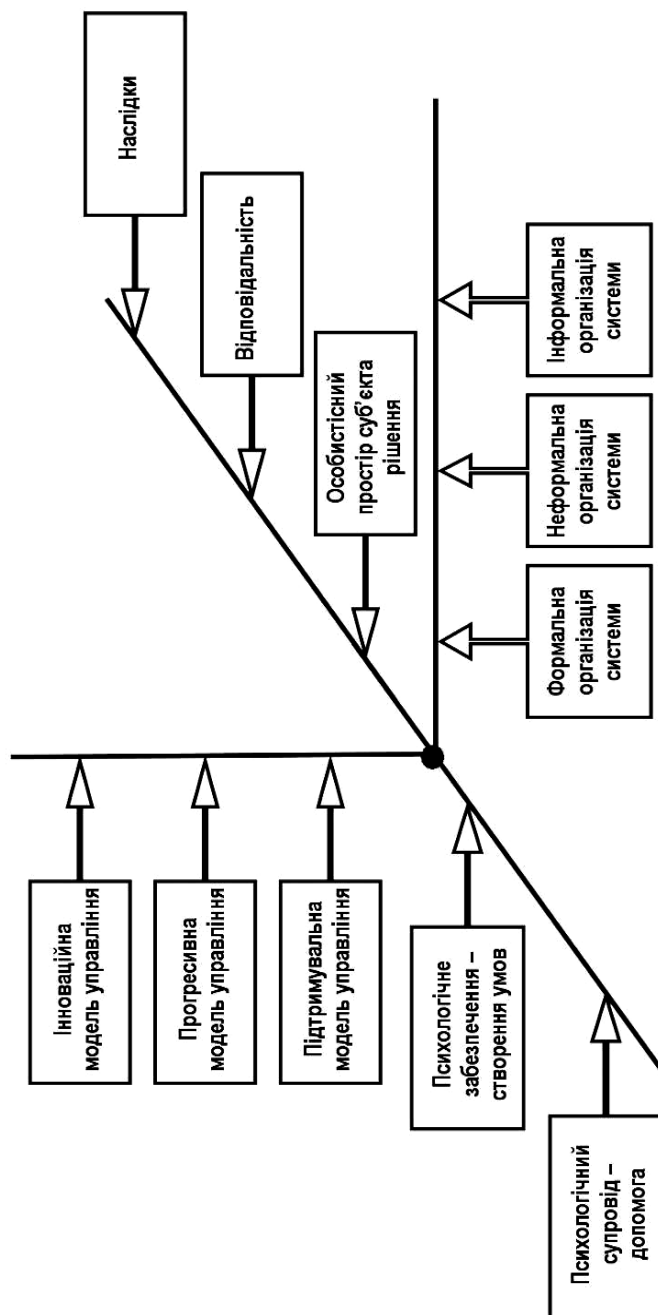 Інноваційна
модель управління
Прогресивна
модель управління
Підтримувальна
модель управління
Психологічне
забезпечення –
створення умов
Психологічний
супровід –
допомога
Наслідки
Відповідальність
Особистісний
простір суб’єкта
рішення
Формальна
організація
системи
Неформальна
організація
системи
Інформальна
організація
системи